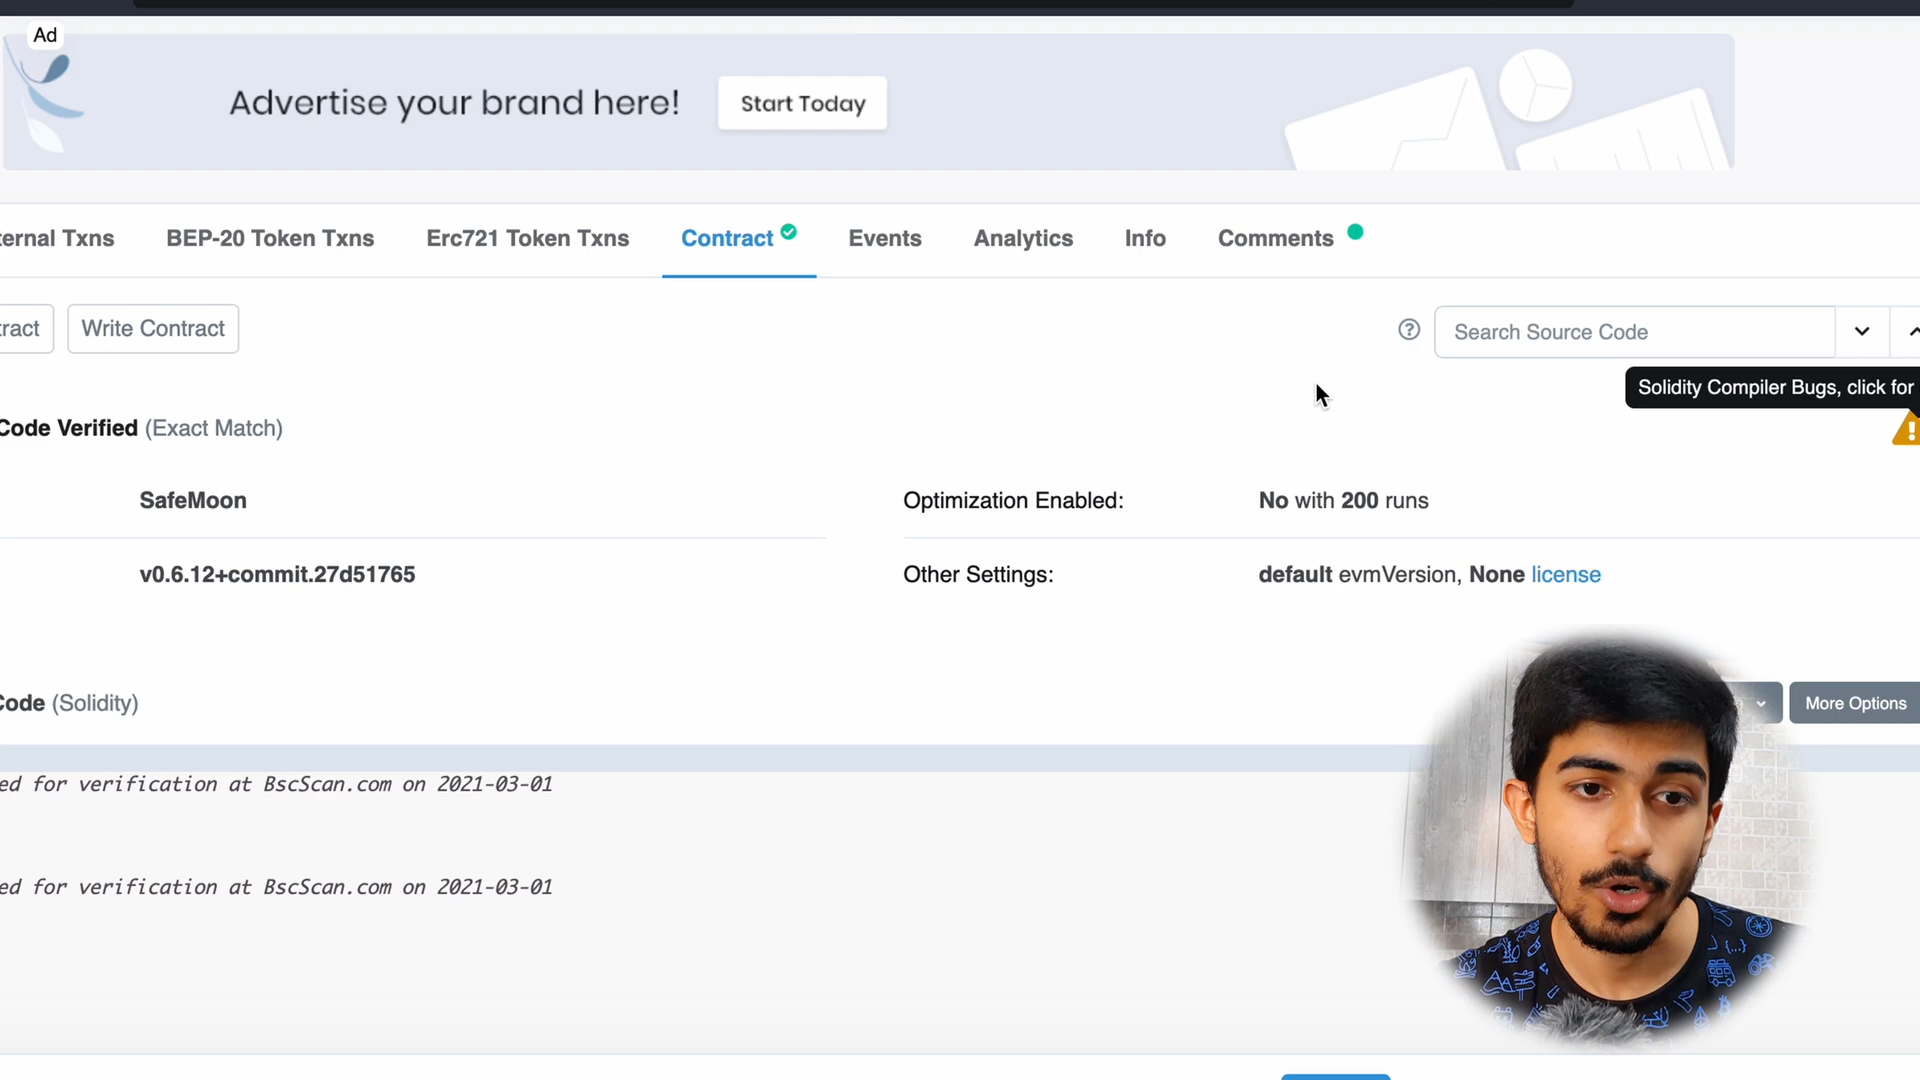 Ad
Advertise your brand here!
Start Today
ernal Txns
BEP-20 Token Txns
Erc721 Token Txns
Contract
Events
Analytics
Info
Comments
ract
Write Contract
Search Source Code
Solidity Compiler Bugs, click for
Code Verified (Exact Match)
SafeMoon
Optimization Enabled:
No with 200 runs
v0.6.12+commit.27d51765
Other Settings:
default evmVersion, None license
Code (Solidity)
More Options
ed for verification at BscScan.com on 2021-03-01
ed for verification at BscScan.com on 2021-03-01